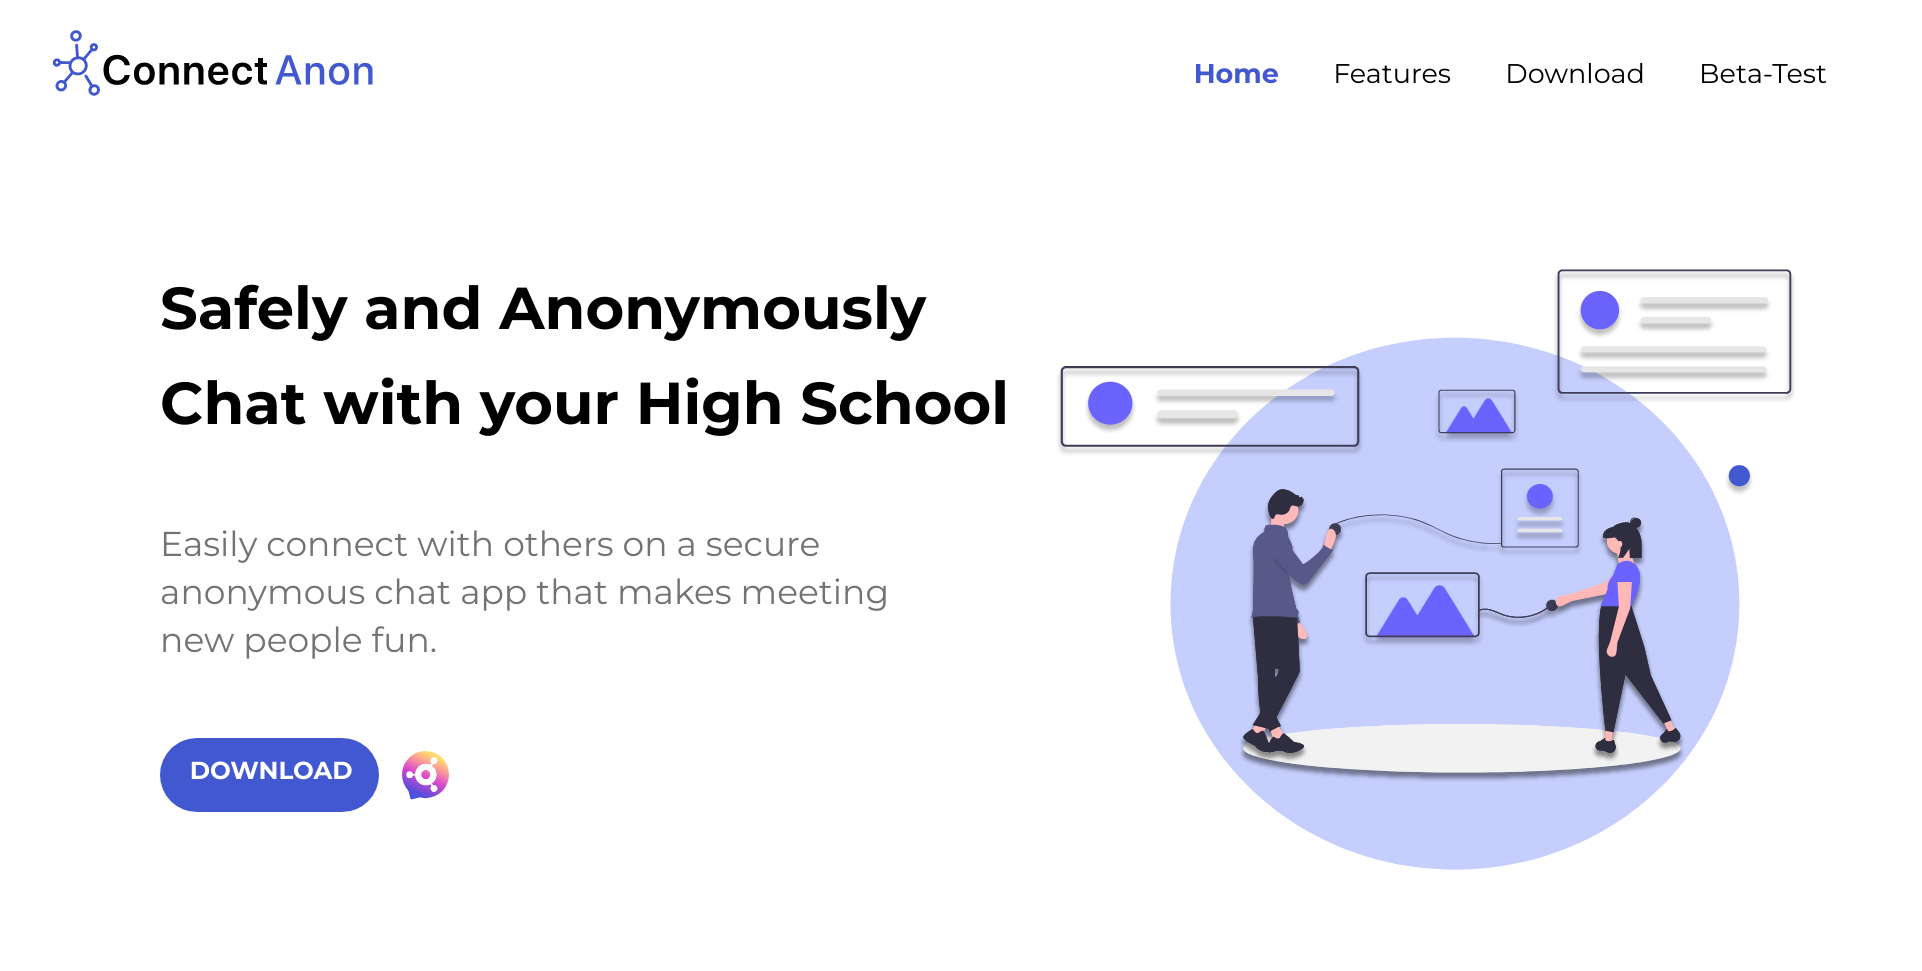 Connect Anon
Home Features Download Beta-Test
Safely and Anonymously
Chat with your High School
Easily connect with others on a secure
anonymous chat app that makes meeting
new people fun.
DOWNLOAD